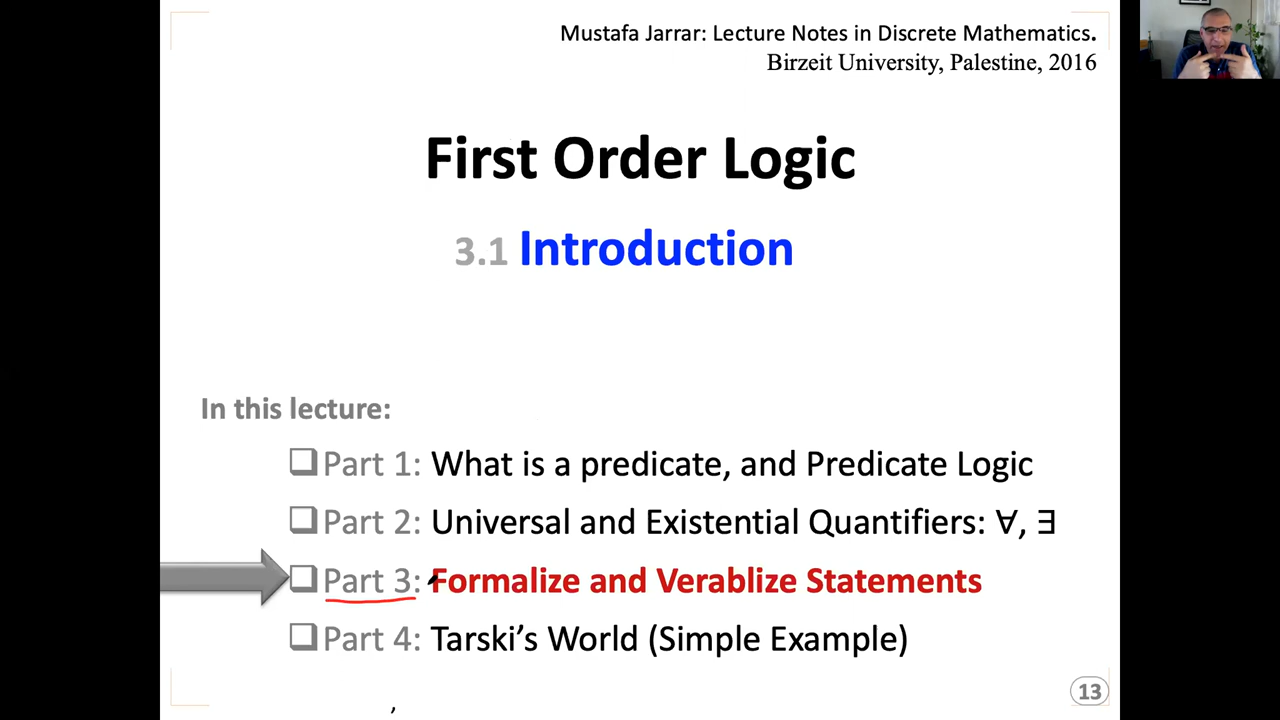 Mustafa Jarrar: Lecture Notes in Discrete Mathematics.
Birzeit University, Palestine, 2016
First Order Logic
3.1 Introduction
In this lecture:
Part 1: What is a predicate, and Predicate Logic
Part 2: Universal and Existential Quantifiers: ∀, ∃
Part 3: Formalize and Verablize Statements
Part 4: Tarski’s World (Simple Example)
,
13